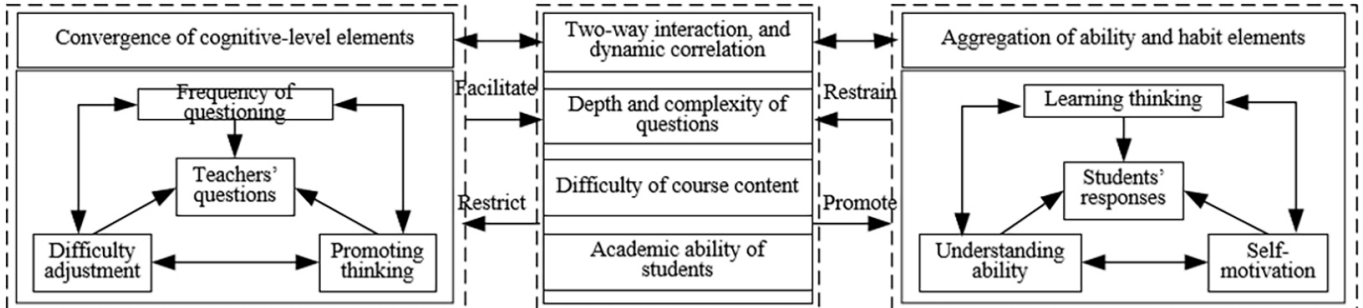 Convergence of cognitive-level elements
Frequency of
questioning
Teachers'
questions
Difficulty
adjustment
Promoting
thinking
Facilitate
Restrict
Two-way interaction, and
dynamic correlation
Depth and complexity of
questions
Difficulty of course content
Academic ability of
students
Restrain
Promote
Aggregation of ability and habit elements
Learning thinking
Students'
responses
Understanding
ability
Self-
motivation